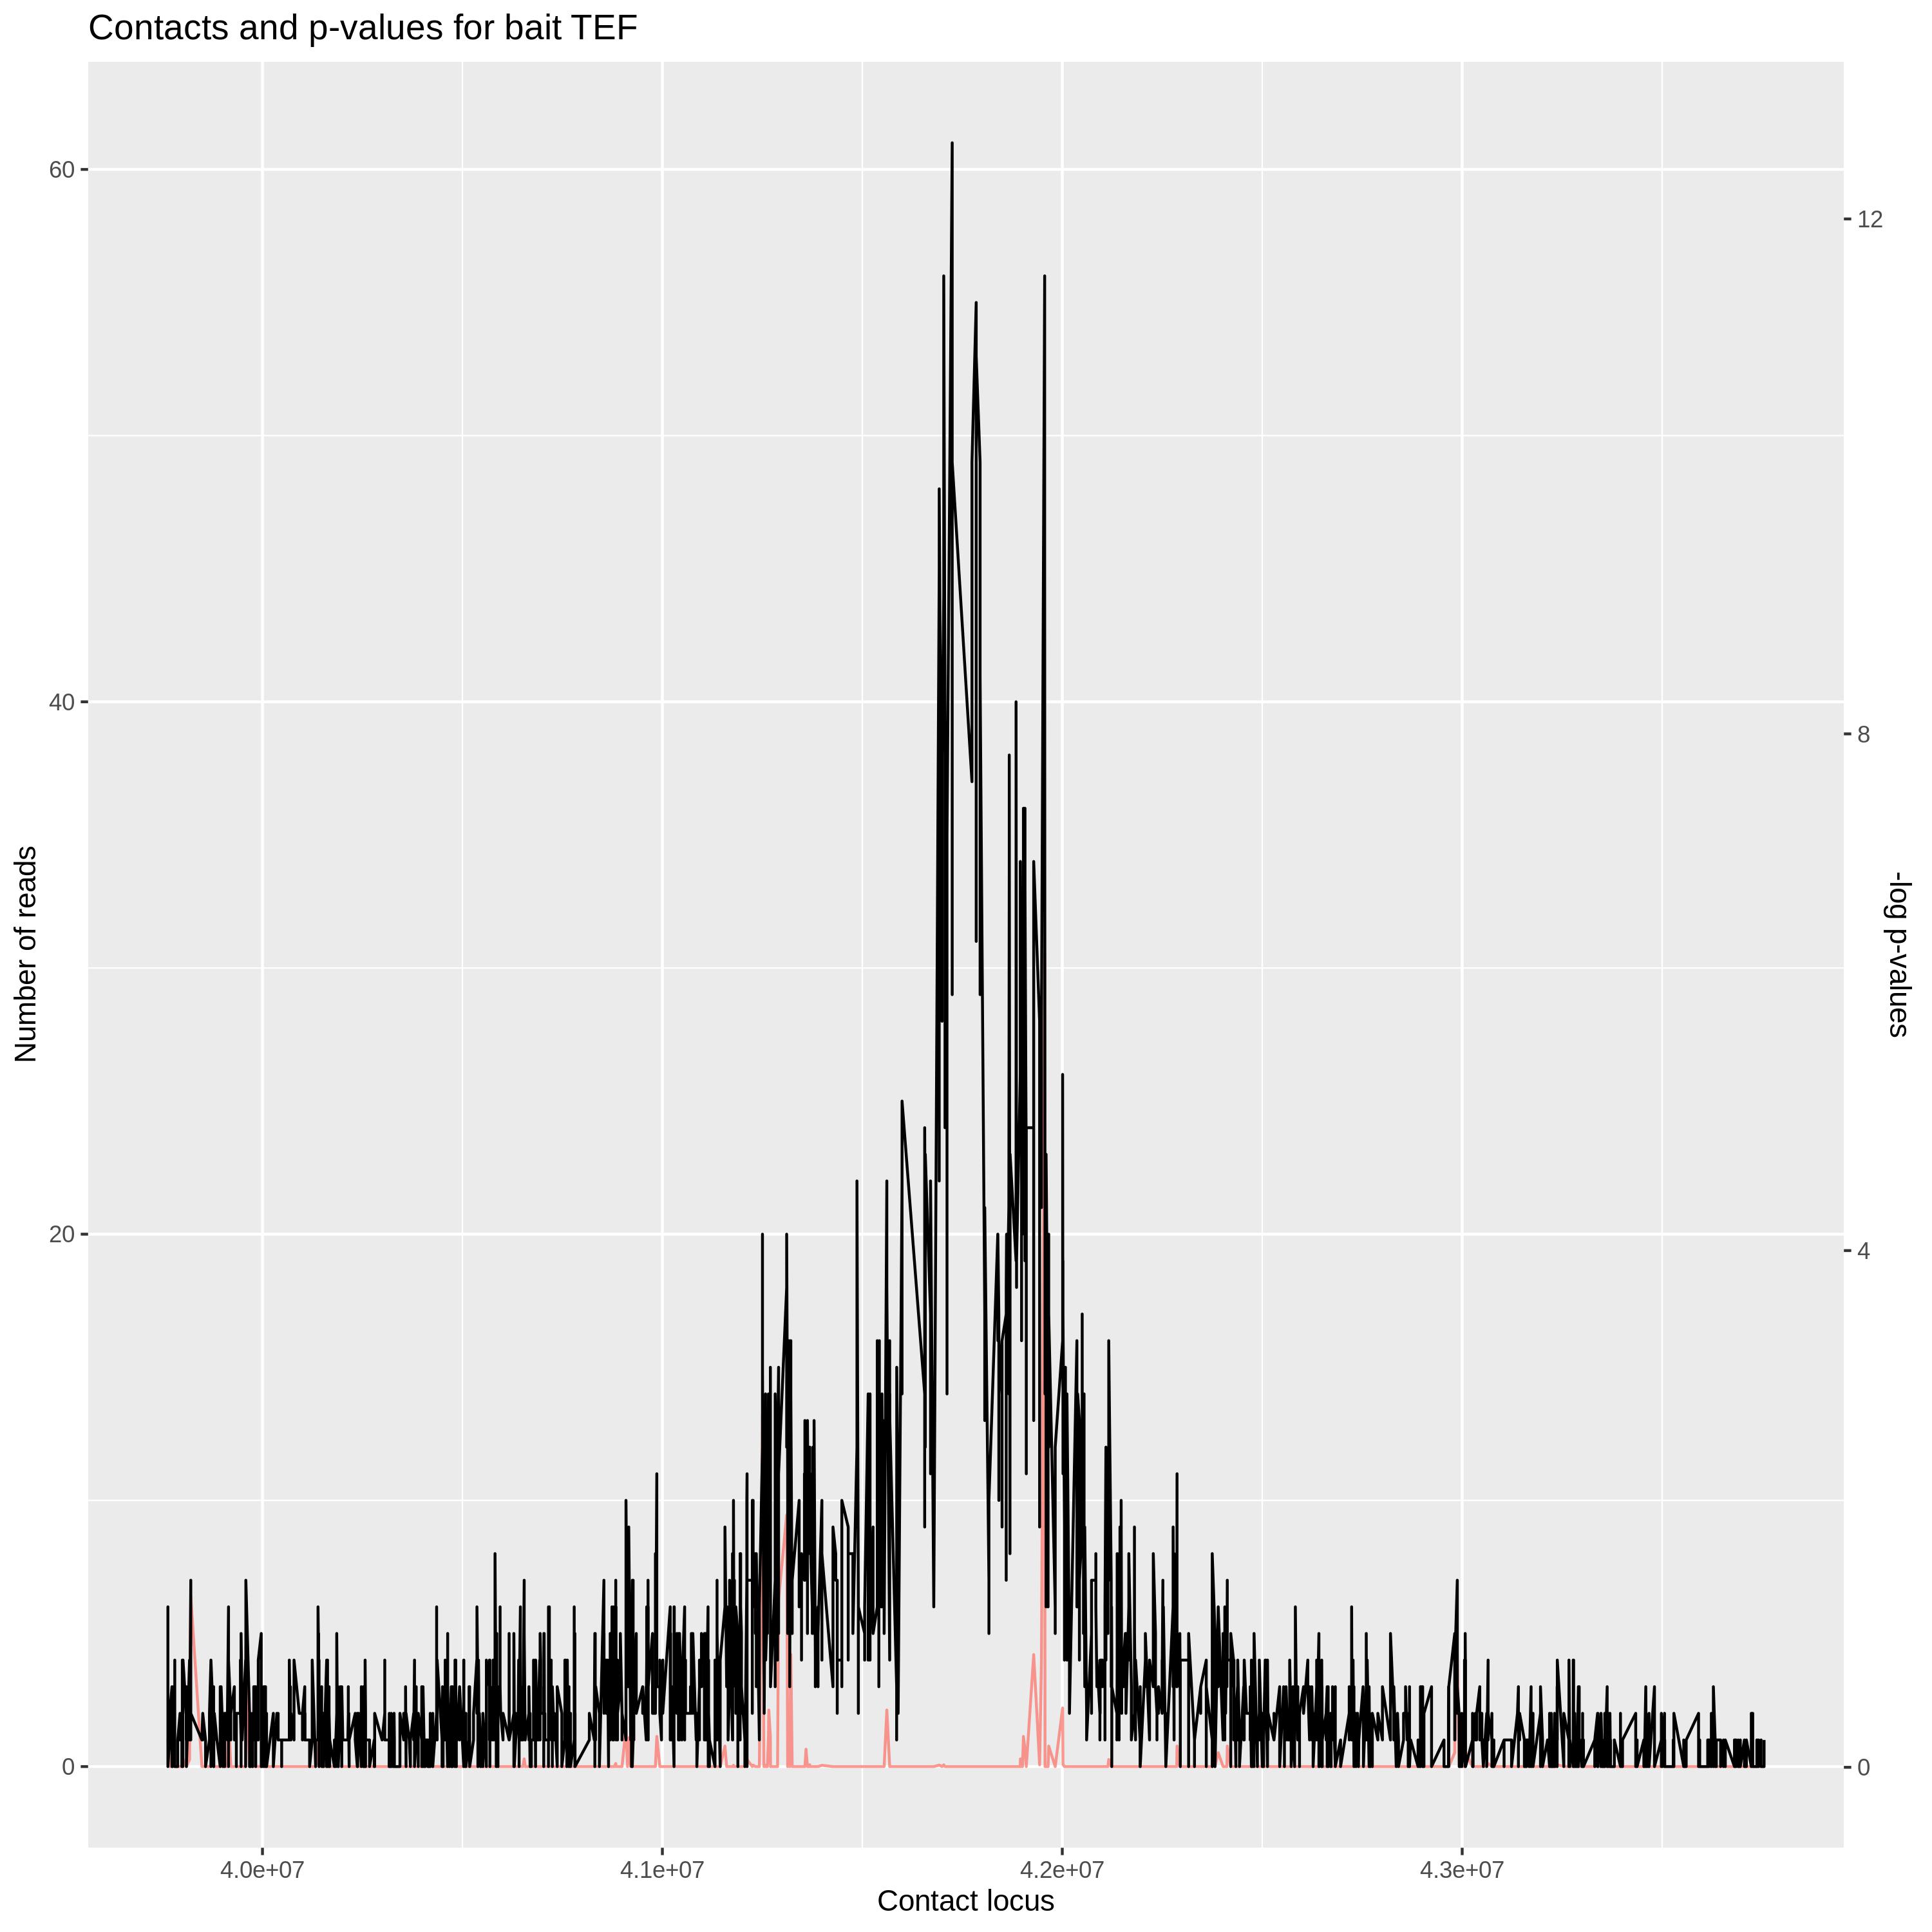 Contacts and p-values for bait TEF
60
40
20
0
Number of reads
12
8
4
0
-log p-values
4.0e+07
4.1e+07
4.2e+07
4.3e+07
Contact locus